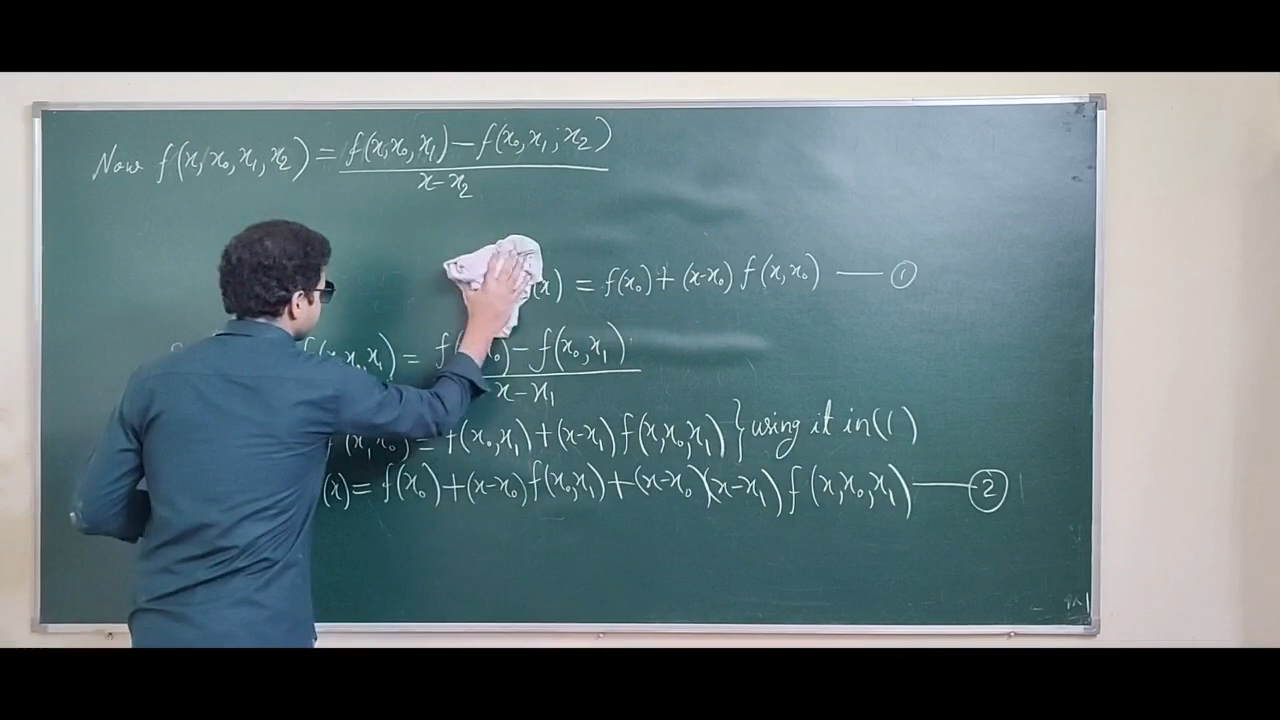 Now f(x, x₀, x₁, x₂) = f(x, x₀, x₁) − f(x₀, x₁, x₂)
x − x₂
(x) = f(x₀) + (x-x₀) f(x, x₀) — ①
x₁) = f( x₀) − f(x₀, x₁)
x − x₁
f(x, x₀) = f(x₀, x₁) + (x-x₁) f(x, x₀, x₁) } using it in (1)
(x) = f(x₀) + (x-x₀) f(x₀, x₁) + (x-x₀)(x-x₁) f(x, x₀, x₁) — ②